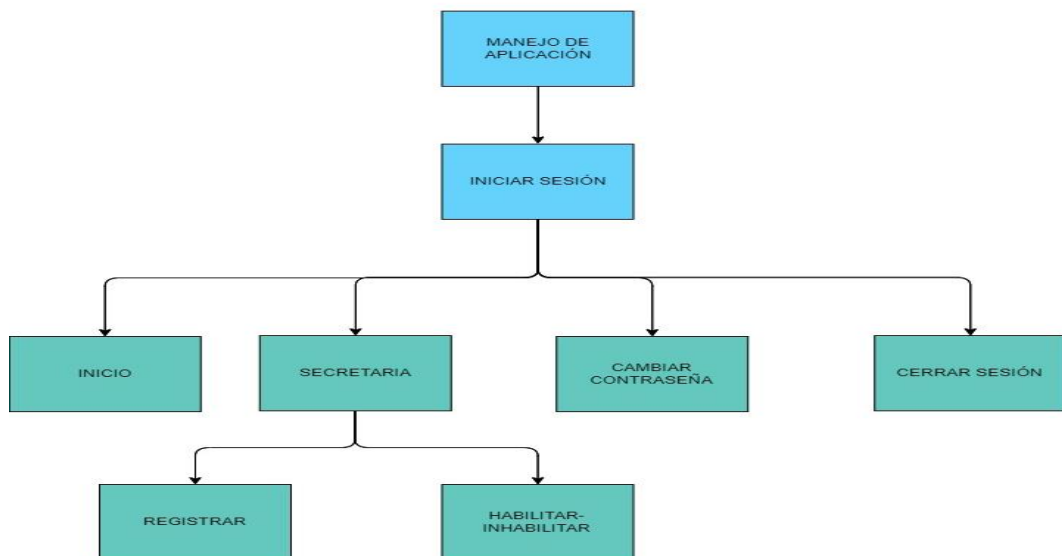 MANEJO DE
APLICACIÓN
INICIAR SESIÓN
INICIO
SECRETARIA
CAMBIAR
CONTRASEÑA
CERRAR SESIÓN
REGISTRAR
HABILITAR-
INHABILITAR